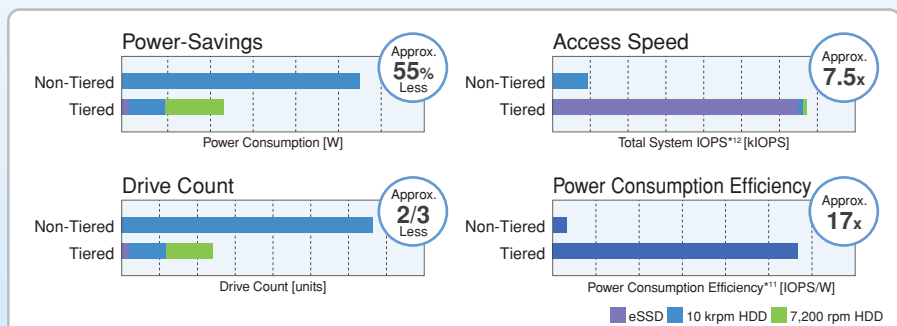 Power-Savings
Approx.
55%
Less
Non-Tiered
Tiered
Power Consumption [W]
Access Speed
Approx.
7.5x
Non-Tiered
Tiered
Total System IOPS*12 [kIOPS]
Drive Count
Approx.
2/3
Less
Non-Tiered
Tiered
Drive Count [units]
Power Consumption Efficiency
Approx.
17x
Non-Tiered
Tiered
Power Consumption Efficiency*11 [IOPS/W]
eSSD 10 krpm HDD 7,200 rpm HDD